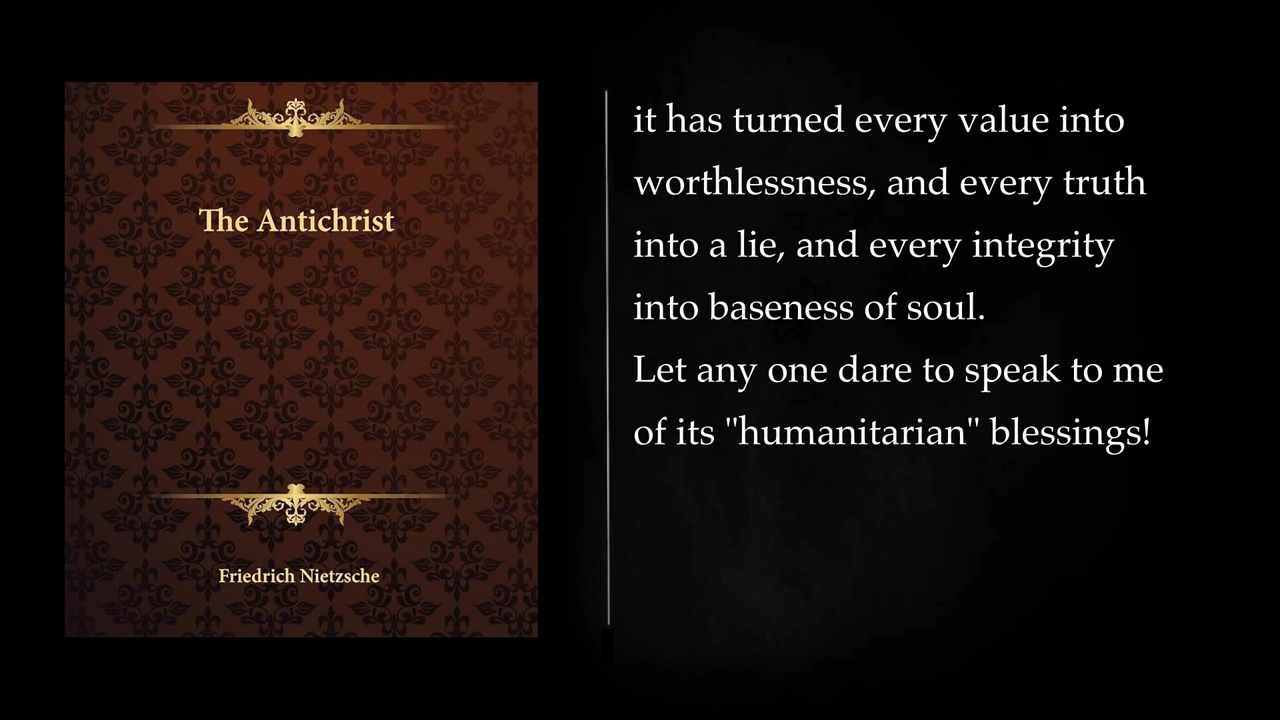 The Antichrist
Friedrich Nietzsche
it has turned every value into
worthlessness, and every truth
into a lie, and every integrity
into baseness of soul.
Let any one dare to speak to me
of its "humanitarian" blessings!